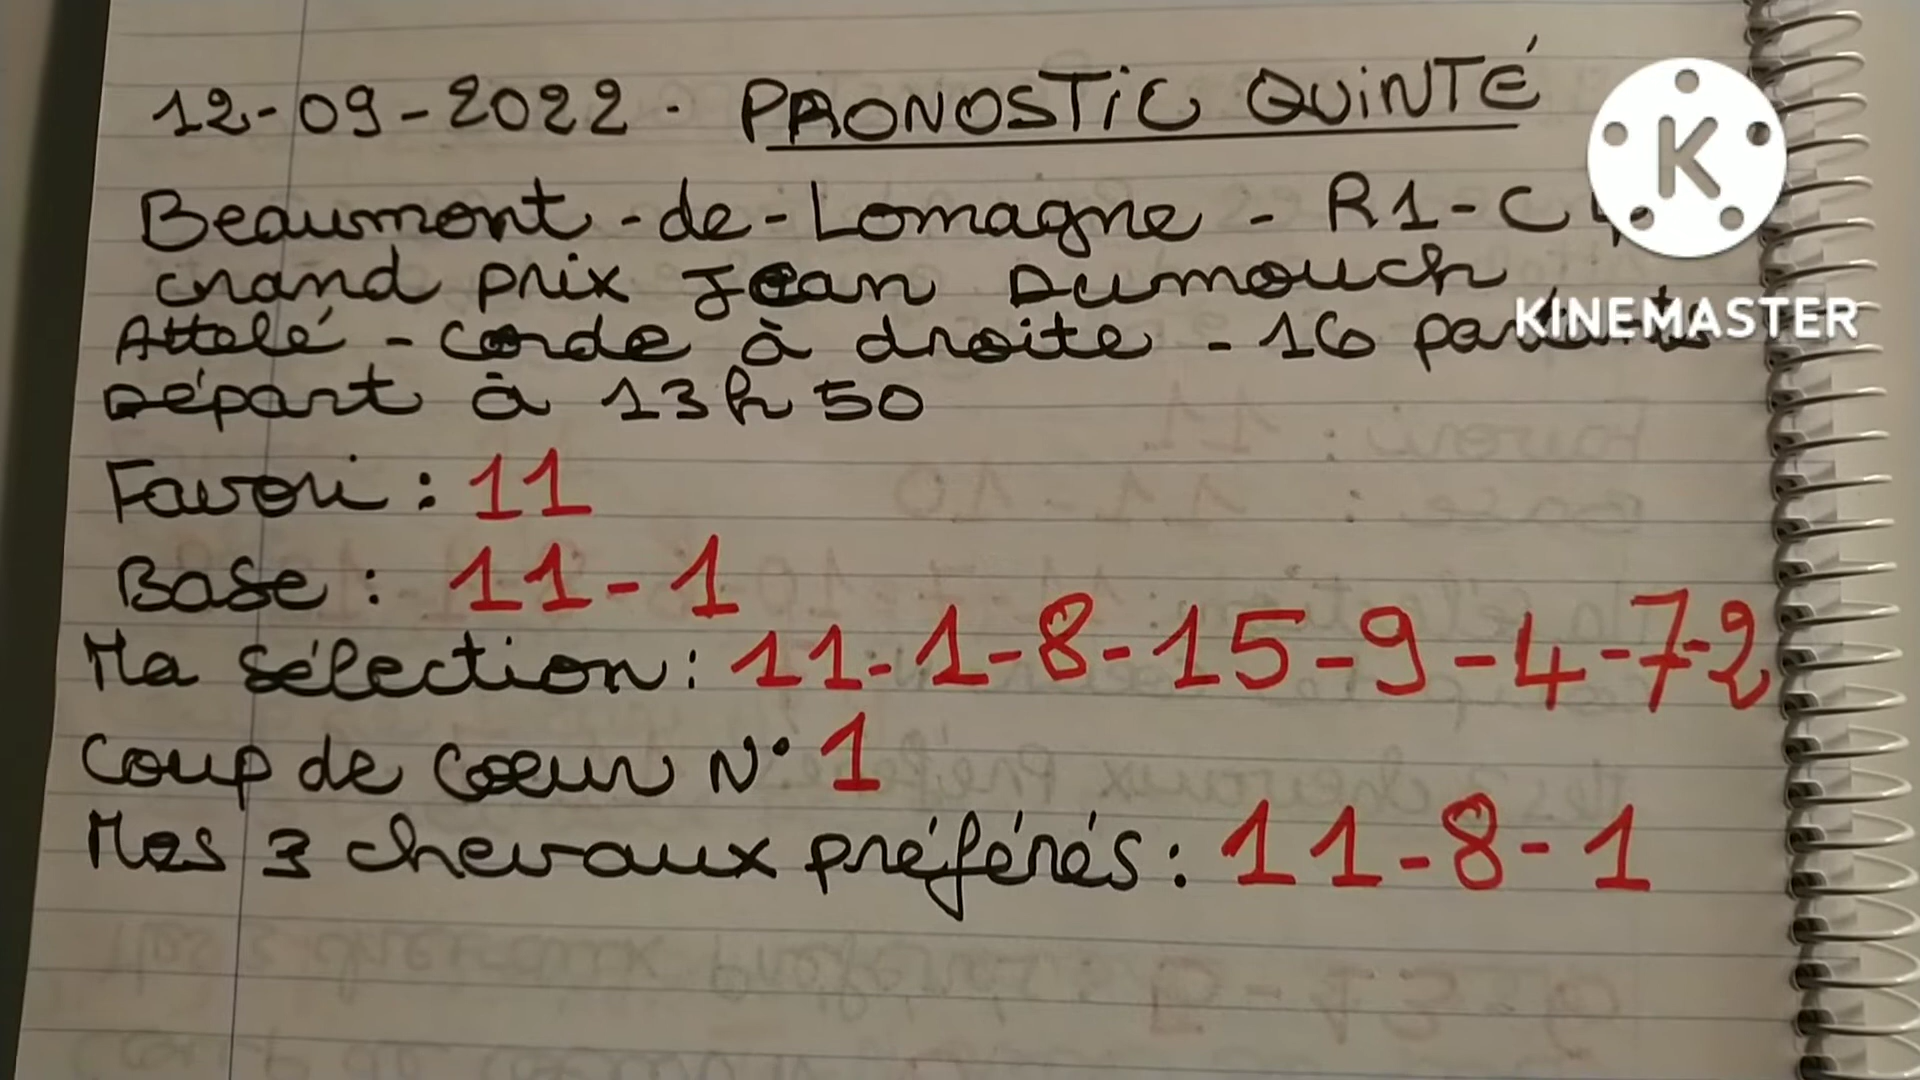 12-09-2022. PRONOSTIC QUINTÉ
Beaumont-de-Lomagne - R1-C4
Grand prix Jean Dumouch
Attelé - Corde à droite - 16 partants
Départ à 13h50
Favori : 11
Base : 11-1
Ma sélection : 11-1-8-15-9-4-7-2
Coup de cœur N° 1
Mes 3 chevaux préférés : 11-8-1
K
KINEMASTER